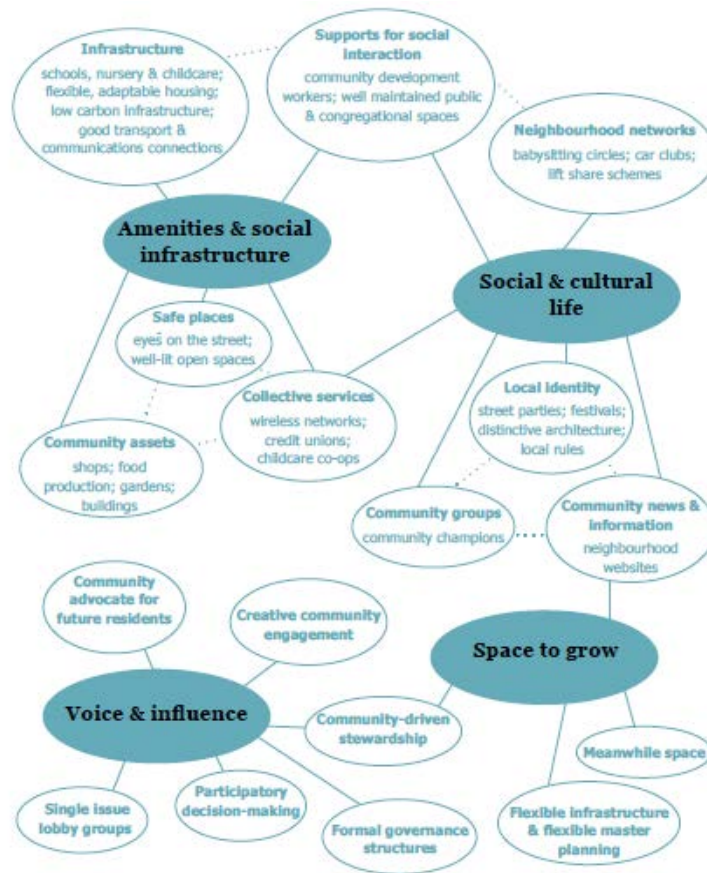 Infrastructure
schools, nursery & childcare;
flexible, adaptable housing;
low carbon infrastructure;
good transport &
communications connections
Supports for social
interaction
community development
workers; well maintained public
& congregational spaces
Neighbourhood networks
babysitting circles; car clubs;
lift share schemes
Amenities & social
infrastructure
Social & cultural
life
Safe places
eyes on the street;
well-lit open spaces
Collective services
wireless networks;
credit unions;
childcare co-ops
Community assets
shops; food
production; gardens;
buildings
Local identity
street parties; festivals;
distinctive architecture;
local rules
Community groups
community champions
Community news &
information
neighbourhood
websites
Community
advocate for
future residents
Creative community
engagement
Space to grow
Voice & influence
Community-driven
stewardship
Meanwhile space
Single issue
lobby groups
Participatory
decision-making
Formal governance
structures
Flexible infrastructure
& flexible master
planning